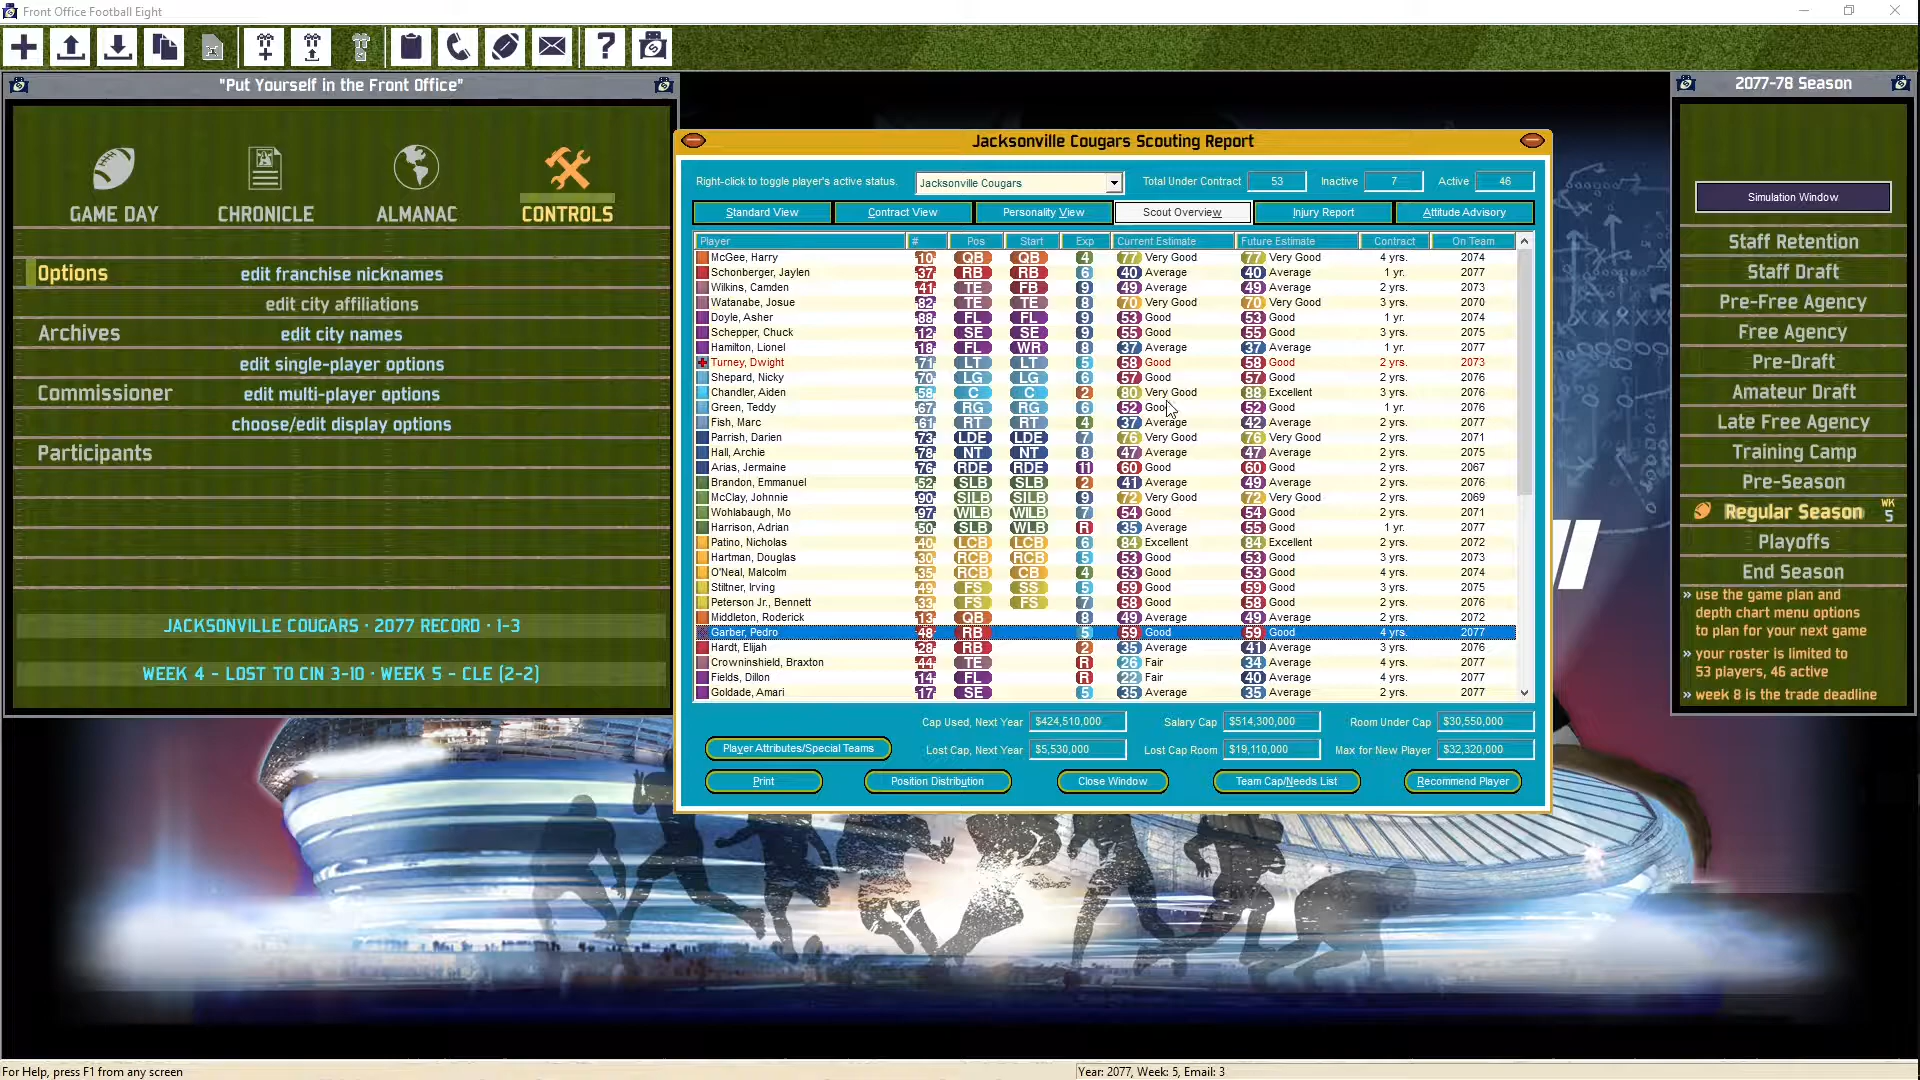 Front Office Football Eight
"Put Yourself in the Front Office"
GAME DAY
CHRONICLE
ALMANAC
CONTROLS
Options
edit franchise nicknames
edit city affiliations
Archives
edit city names
edit single-player options
Commissioner
edit multi-player options
choose/edit display options
Participants
JACKSONVILLE COUGARS · 2077 RECORD · 1-3
WEEK 4 - LOST TO CIN 3-10 · WEEK 5 - CLE (2-2)
Jacksonville Cougars Scouting Report
Right-click to toggle player's active status. Jacksonville Cougars Total Under Contract 53 Inactive 7 Active 46
Standard View Contract View Personality View Scout Overview Injury Report Attitude Advisory
Player # Pos Start Exp Current Estimate Future Estimate Contract On Team
McGee, Harry 10 QB QB 4 77 Very Good 77 Very Good 4 yrs. 2074
Schonberger, Jaylen 37 RB RB 6 40 Average 40 Average 1 yr. 2077
Wilkins, Camden 41 TE FB 9 49 Average 49 Average 2 yrs. 2073
Watanabe, Josue 82 TE TE 8 70 Very Good 70 Very Good 3 yrs. 2070
Doyle, Asher 88 FL FL 9 53 Good 53 Good 1 yr. 2074
Schepper, Chuck 12 SE SE 9 55 Good 55 Good 3 yrs. 2075
Hamilton, Lionel 18 FL WR 8 37 Average 37 Average 1 yr. 2077
Turney, Dwight 71 LT LT 5 58 Good 58 Good 2 yrs. 2073
Shepard, Nicky 70 LG LG 6 57 Good 57 Good 2 yrs. 2076
Chandler, Aiden 58 C C 2 80 Very Good 88 Excellent 3 yrs. 2076
Green, Teddy 67 RG RG 6 52 Good 52 Good 1 yr. 2076
Fish, Marc 61 RT RT 4 37 Average 42 Average 2 yrs. 2077
Parrish, Darien 73 LDE LDE 7 76 Very Good 76 Very Good 2 yrs. 2071
Hall, Archie 78 NT NT 8 47 Average 47 Average 2 yrs. 2075
Arias, Jermaine 76 RDE RDE 11 60 Good 60 Good 2 yrs. 2067
Brandon, Emmanuel 52 SLB SLB 2 41 Average 49 Average 2 yrs. 2076
McClay, Johnnie 90 SILB SILB 9 72 Very Good 72 Very Good 2 yrs. 2069
Wohlabaugh, Mo 97 WILB WILB 7 54 Good 54 Good 2 yrs. 2071
Harrison, Adrian 50 SLB WLB R 35 Average 55 Good 1 yr. 2077
Patino, Nicholas 40 LCB LCB 6 84 Excellent 84 Excellent 2 yrs. 2072
Hartman, Douglas 30 RCB RCB 5 53 Good 53 Good 3 yrs. 2073
O'Neal, Malcolm 35 RCB CB 4 53 Good 53 Good 4 yrs. 2074
Stiltner, Irving 49 FS SS 5 59 Good 59 Good 3 yrs. 2075
Peterson Jr., Bennett 33 FS FS 7 58 Good 58 Good 2 yrs. 2076
Middleton, Roderick 13 QB 8 49 Average 49 Average 2 yrs. 2072
Garber, Pedro 48 RB 5 59 Good 59 Good 4 yrs. 2077
Hardt, Elijah 28 RB 2 35 Average 41 Average 3 yrs. 2076
Crowninshield, Braxton 44 TE R 26 Fair 34 Average 4 yrs. 2077
Fields, Dillon 14 FL R 22 Fair 40 Average 4 yrs. 2077
Goldade, Amari 17 SE 5 35 Average 35 Average 2 yrs. 2077
Cap Used, Next Year $424,510,000 Salary Cap $514,300,000 Room Under Cap $30,550,000
Player Attributes/Special Teams Lost Cap, Next Year $5,530,000 Lost Cap Room $19,110,000 Max for New Player $32,320,000
Print Position Distribution Close Window Team Cap/Needs List Recommend Player
2077-78 Season
Simulation Window
Staff Retention
Staff Draft
Pre-Free Agency
Free Agency
Pre-Draft
Amateur Draft
Late Free Agency
Training Camp
Pre-Season
Regular Season WK 5
Playoffs
End Season
» use the game plan and
depth chart menu options
to plan for your next game
» your roster is limited to
53 players, 46 active
» week 8 is the trade deadline
For Help, press F1 from any screen
Year: 2077, Week: 5, Email: 3